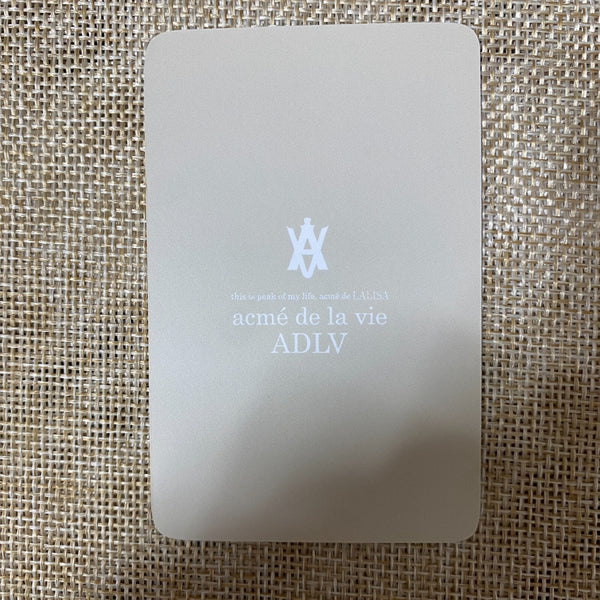 this is peak of my life, acmé de LALISA
acmé de la vie
ADLV